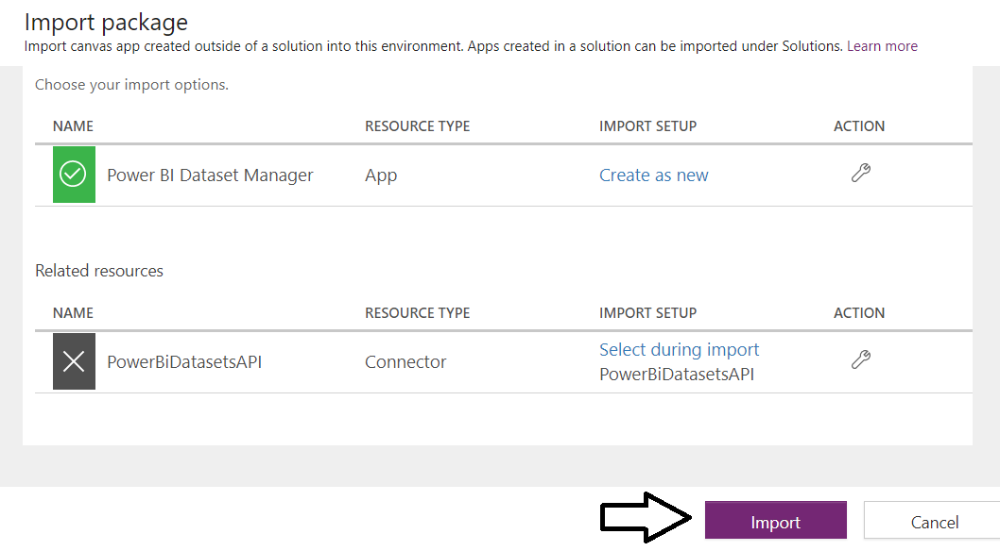 Import package
Import canvas app created outside of a solution into this environment. Apps created in a solution can be imported under Solutions. Learn more
Choose your import options.
NAME RESOURCE TYPE IMPORT SETUP ACTION
Power BI Dataset Manager App Create as new
Related resources
NAME RESOURCE TYPE IMPORT SETUP ACTION
PowerBiDatasetsAPI Connector Select during import
PowerBiDatasetsAPI
Import Cancel